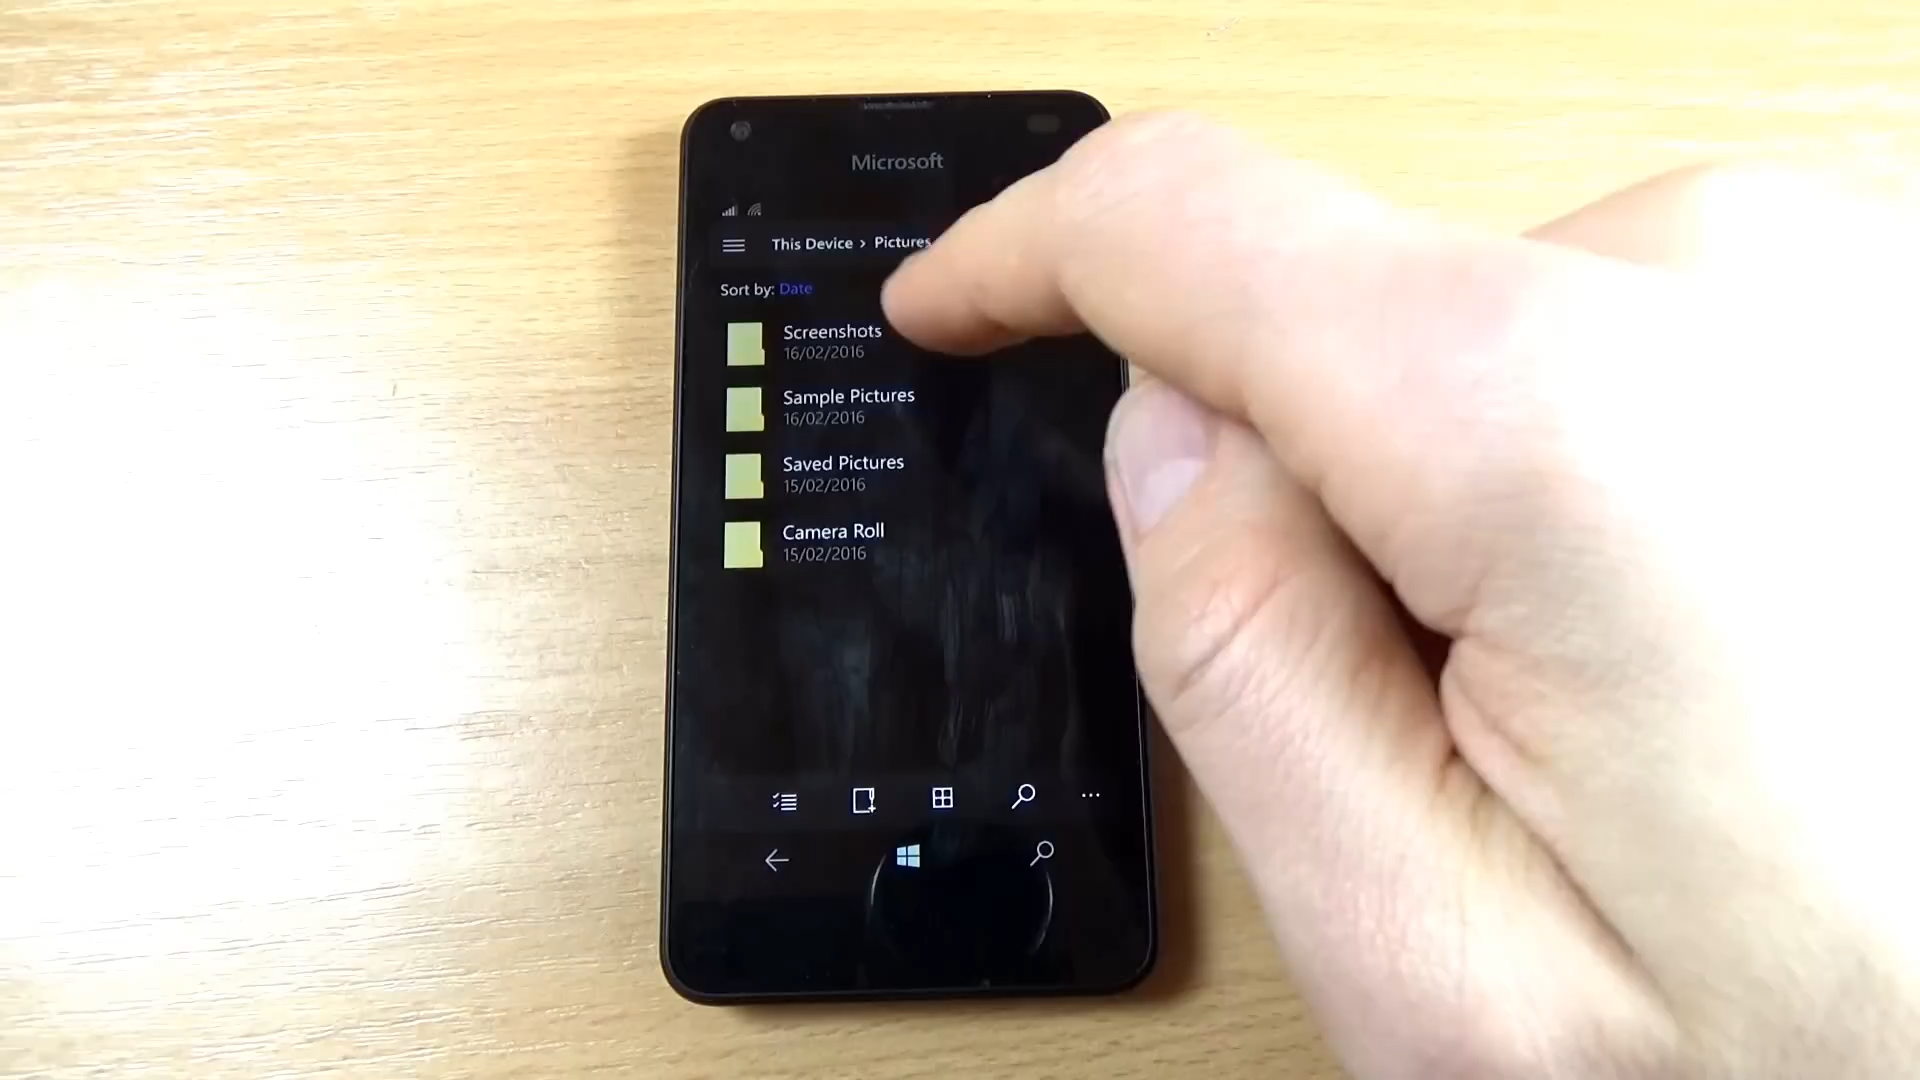 Microsoft
This Device > Pictures
Sort by: Date
Screenshots
16/02/2016
Sample Pictures
16/02/2016
Saved Pictures
15/02/2016
Camera Roll
15/02/2016